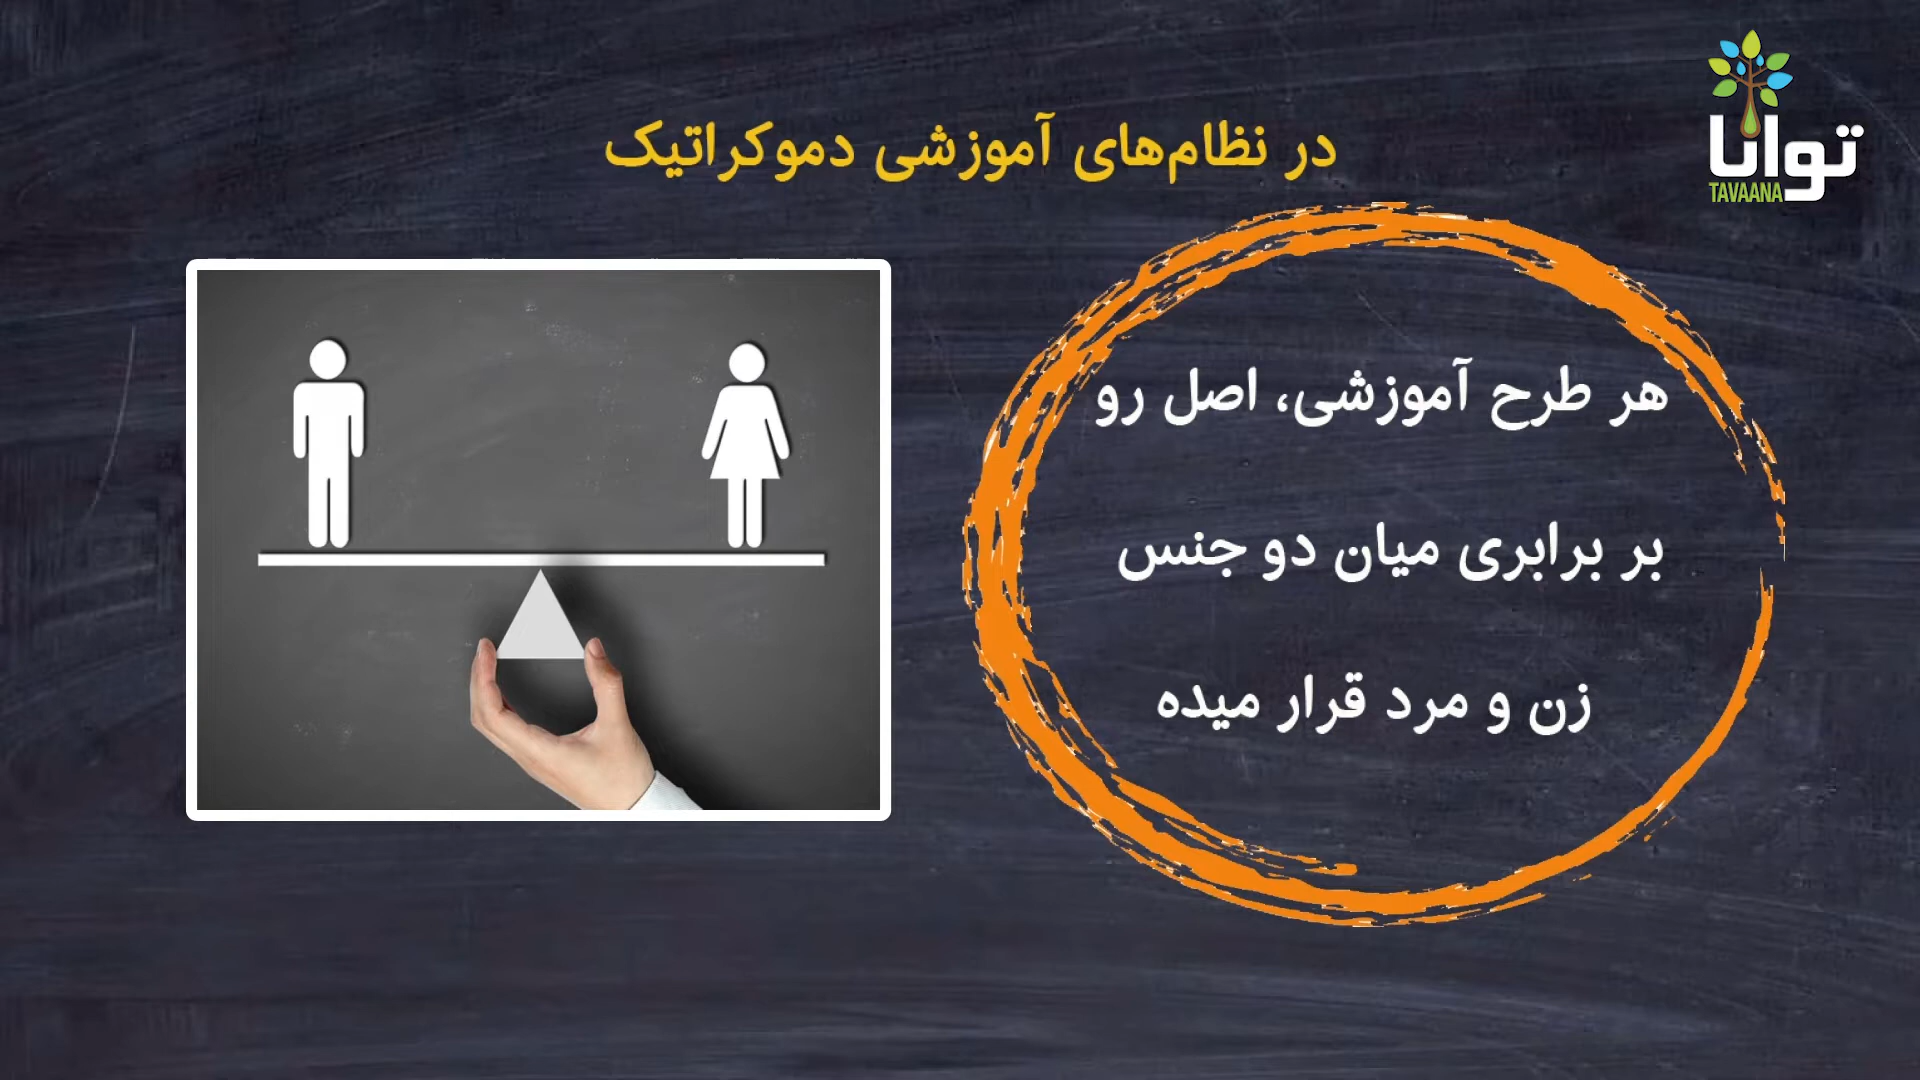 توانا
TAVAANA
در نظام‌های آموزشی دموکراتیک
هر طرح آموزشی، اصل رو
بر برابری میان دو جنس
زن و مرد قرار میده